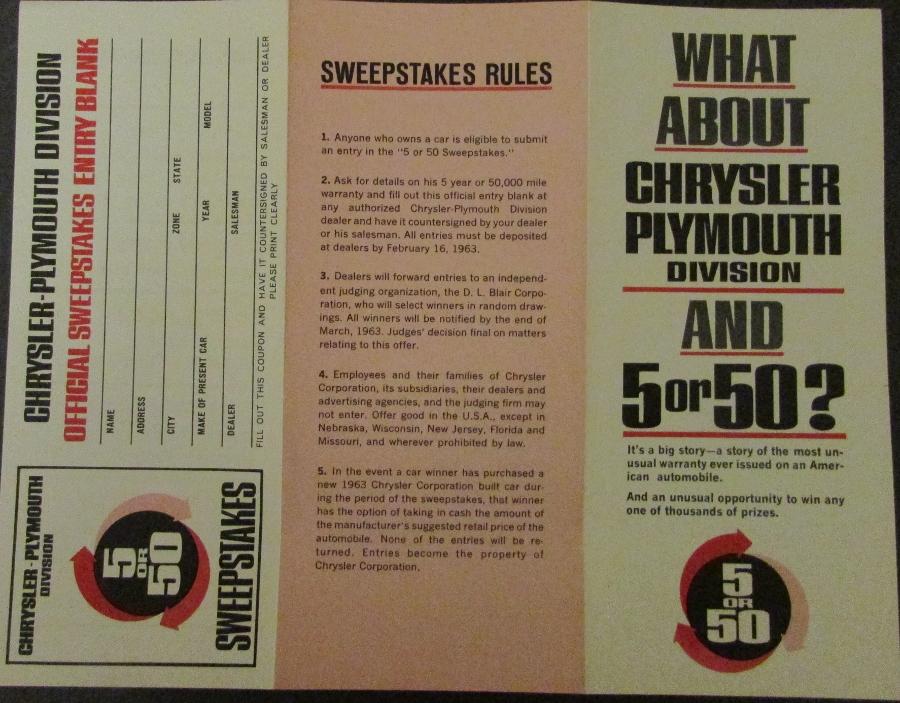 CHRYSLER-PLYMOUTH DIVISION
OFFICIAL SWEEPSTAKES ENTRY BLANK
NAME
ADDRESS
CITY ZONE STATE
MAKE OF PRESENT CAR YEAR MODEL
DEALER SALESMAN
FILL OUT THIS COUPON AND HAVE IT COUNTERSIGNED BY SALESMAN OR DEALER
PLEASE PRINT CLEARLY
CHRYSLER-PLYMOUTH
DIVISION
5
OR
50
SWEEPSTAKES
SWEEPSTAKES RULES
1. Anyone who owns a car is eligible to submit
an entry in the "5 or 50 Sweepstakes."
2. Ask for details on his 5 year or 50,000 mile
warranty and fill out this official entry blank at
any authorized Chrysler-Plymouth Division
dealer and have it countersigned by your dealer
or his salesman. All entries must be deposited
at dealers by February 16, 1963.
3. Dealers will forward entries to an independ-
ent judging organization, the D. L. Blair Corpo-
ration, who will select winners in random draw-
ings. All winners will be notified by the end of
March, 1963. Judges' decision final on matters
relating to this offer.
4. Employees and their families of Chrysler
Corporation, its subsidiaries, their dealers and
advertising agencies, and the judging firm may
not enter. Offer good in the U.S.A., except in
Nebraska, Wisconsin, New Jersey, Florida and
Missouri, and wherever prohibited by law.
5. In the event a car winner has purchased a
new 1963 Chrysler Corporation built car dur-
ing the period of the sweepstakes, that winner
has the option of taking in cash the amount of
the manufacturer's suggested retail price of the
automobile. None of the entries will be re-
turned. Entries become the property of
Chrysler Corporation.
WHAT
ABOUT
CHRYSLER
PLYMOUTH
DIVISION
AND
5 or 50?
It's a big story—a story of the most un-
usual warranty ever issued on an Amer-
ican automobile.
And an unusual opportunity to win any
one of thousands of prizes.
5
OR
50